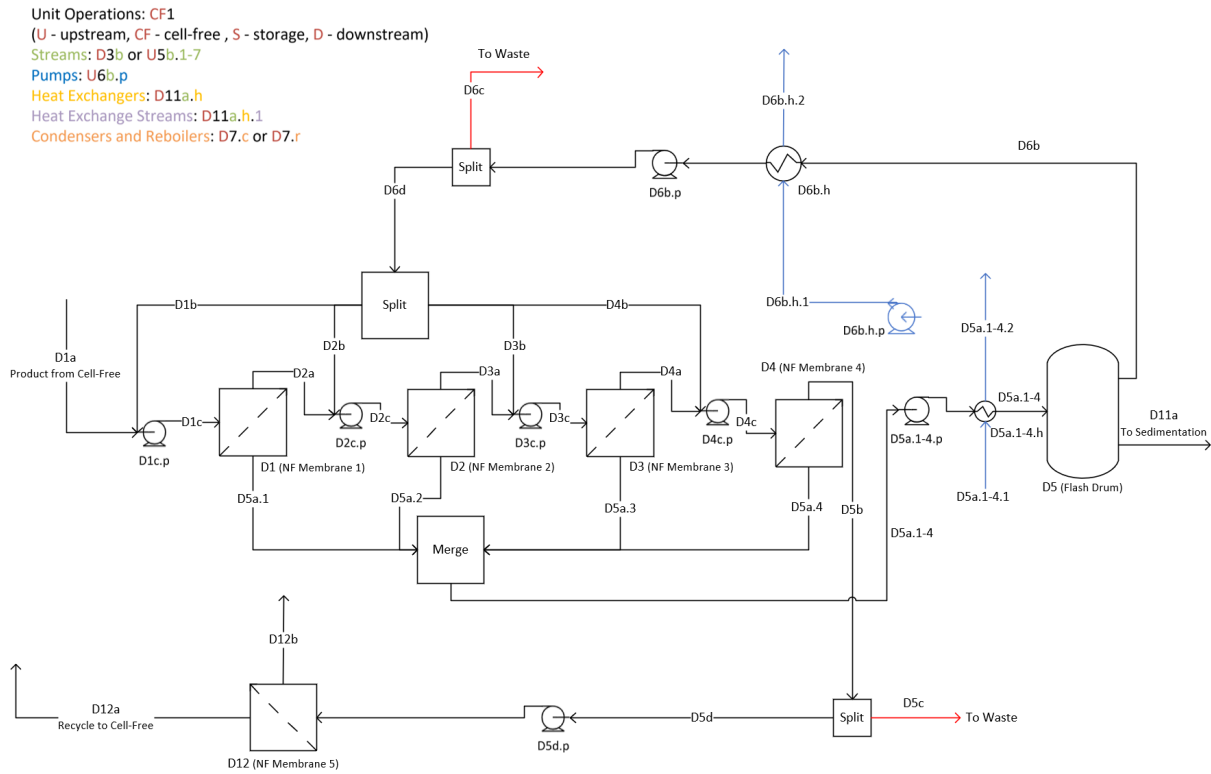 Unit Operations: CF1
(U - upstream, CF - cell-free , S - storage, D - downstream)
Streams: D3b or U5b.1-7
Pumps: U6b.p
Heat Exchangers: D11a.h
Heat Exchange Streams: D11a.h.1
Condensers and Reboilers: D7.c or D7.r
To Waste
D6c
D6b.h.2
D6b
Split
D6b.p
D6b.h
D6d
Split
D1b
D4b
D6b.h.1
D6b.h.p
D5a.1-4.2
D2b
D3b
D1a
Product from Cell-Free
D2a
D3a
D4a
D4 (NF Membrane 4)
D1c
D2c
D3c
D4c
D5a.1-4
D11a
To Sedimentation
D1c.p
D2c.p
D3c.p
D4c.p
D5a.1-4.p
D5a.1-4.h
D1 (NF Membrane 1)
D2 (NF Membrane 2)
D3 (NF Membrane 3)
D5 (Flash Drum)
D5a.1
D5a.2
D5a.3
D5a.4
D5b
D5a.1-4.1
D5a.1-4
Merge
D12b
D12a
Recycle to Cell-Free
D5d
Split
D5c
To Waste
D5d.p
D12 (NF Membrane 5)